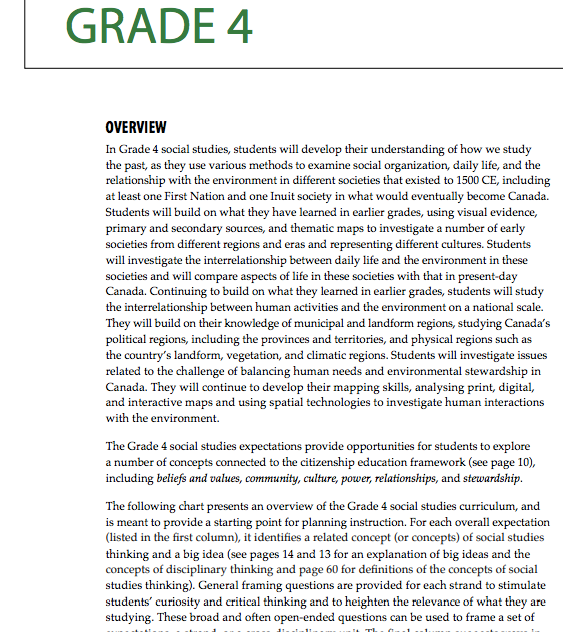 GRADE 4
OVERVIEW
In Grade 4 social studies, students will develop their understanding of how we study
the past, as they use various methods to examine social organization, daily life, and the
relationship with the environment in different societies that existed to 1500 CE, including
at least one First Nation and one Inuit society in what would eventually become Canada.
Students will build on what they have learned in earlier grades, using visual evidence,
primary and secondary sources, and thematic maps to investigate a number of early
societies from different regions and eras and representing different cultures. Students
will investigate the interrelationship between daily life and the environment in these
societies and will compare aspects of life in these societies with that in present-day
Canada. Continuing to build on what they learned in earlier grades, students will study
the interrelationship between human activities and the environment on a national scale.
They will build on their knowledge of municipal and landform regions, studying Canada's
political regions, including the provinces and territories, and physical regions such as
the country's landform, vegetation, and climatic regions. Students will investigate issues
related to the challenge of balancing human needs and environmental stewardship in
Canada. They will continue to develop their mapping skills, analysing print, digital,
and interactive maps and using spatial technologies to investigate human interactions
with the environment.
The Grade 4 social studies expectations provide opportunities for students to explore
a number of concepts connected to the citizenship education framework (see page 10),
including beliefs and values, community, culture, power, relationships, and stewardship.
The following chart presents an overview of the Grade 4 social studies curriculum, and
is meant to provide a starting point for planning instruction. For each overall expectation
(listed in the first column), it identifies a related concept (or concepts) of social studies
thinking and a big idea (see pages 14 and 13 for an explanation of big ideas and the
concepts of disciplinary thinking and page 60 for definitions of the concepts of social
studies thinking). General framing questions are provided for each strand to stimulate
students' curiosity and critical thinking and to heighten the relevance of what they are
studying. These broad and often open-ended questions can be used to frame a set of